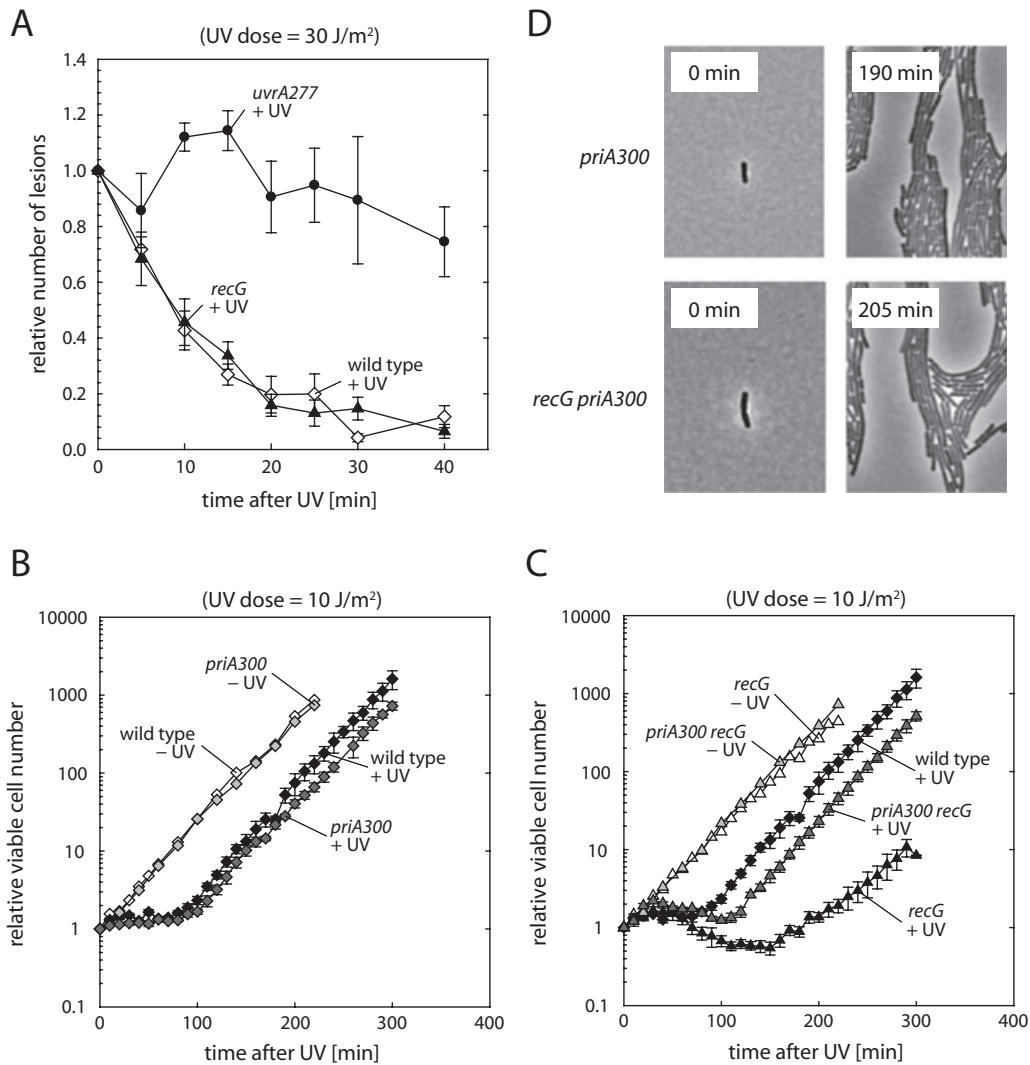 A
(UV dose = 30 J/m²)
1.4
1.2
1.0
0.8
0.6
0.4
0.2
0.0
relative number of lesions
uvrA277
+ UV
recG
+ UV
wild type
+ UV
0
10
20
30
40
time after UV [min]
D
0 min
190 min
priA300
0 min
205 min
recG priA300
B
(UV dose = 10 J/m²)
10000
1000
100
10
1
0.1
relative viable cell number
priA300
– UV
wild type
– UV
wild type
+ UV
priA300
+ UV
0
100
200
300
400
time after UV [min]
C
(UV dose = 10 J/m²)
10000
1000
100
10
1
0.1
relative viable cell number
recG
– UV
priA300 recG
– UV
wild type
+ UV
priA300 recG
+ UV
recG
+ UV
0
100
200
300
400
time after UV [min]